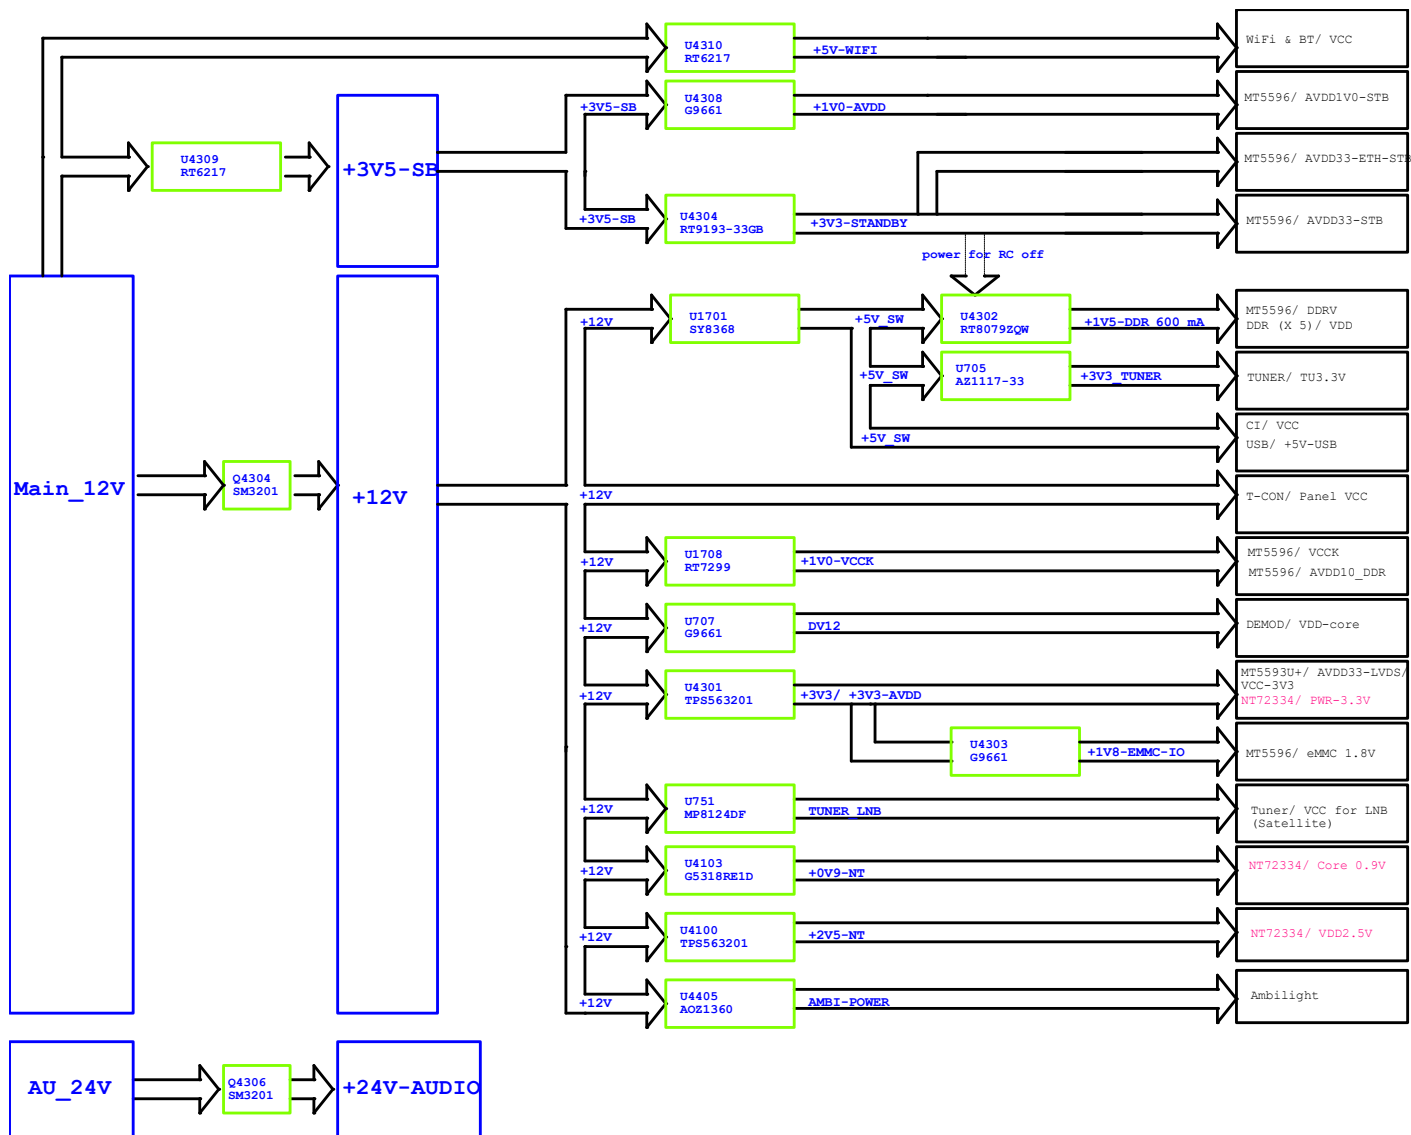 U4310
RT6217
+5V-WIFI
WiFi & BT/ VCC
+3V5-SB
U4308
G9661
+1V0-AVDD
MT5596/ AVDD1V0-STB
U4309
RT6217
+3V5-SB
MT5596/ AVDD33-ETH-STB
+3V5-SB
U4304
RT9193-33GB
+3V3-STANDBY
MT5596/ AVDD33-STB
power for RC off
+12V
U1701
SY8368
+5V_SW
U4302
RT8079ZQW
+1V5-DDR 600 mA
MT5596/ DDRV
DDR (X 5)/ VDD
+5V_SW
U705
AZ1117-33
+3V3_TUNER
TUNER/ TU3.3V
+5V_SW
CI/ VCC
USB/ +5V-USB
Main_12V
Q4304
SM3201
+12V
+12V
T-CON/ Panel VCC
+12V
U1708
RT7299
+1V0-VCCK
MT5596/ VCCK
MT5596/ AVDD10_DDR
+12V
U707
G9661
DV12
DEMOD/ VDD-core
+12V
U4301
TPS563201
+3V3/ +3V3-AVDD
MT5593U+/ AVDD33-LVDS/
VCC-3V3
NT72334/ PWR-3.3V
U4303
G9661
+1V8-EMMC-IO
MT5596/ eMMC 1.8V
+12V
U751
MP8124DF
TUNER_LNB
Tuner/ VCC for LNB
(Satellite)
+12V
U4103
G5318RE1D
+0V9-NT
NT72334/ Core 0.9V
+12V
U4100
TPS563201
+2V5-NT
NT72334/ VDD2.5V
+12V
U4405
AOZ1360
AMBI-POWER
Ambilight
AU_24V
Q4306
SM3201
+24V-AUDIO